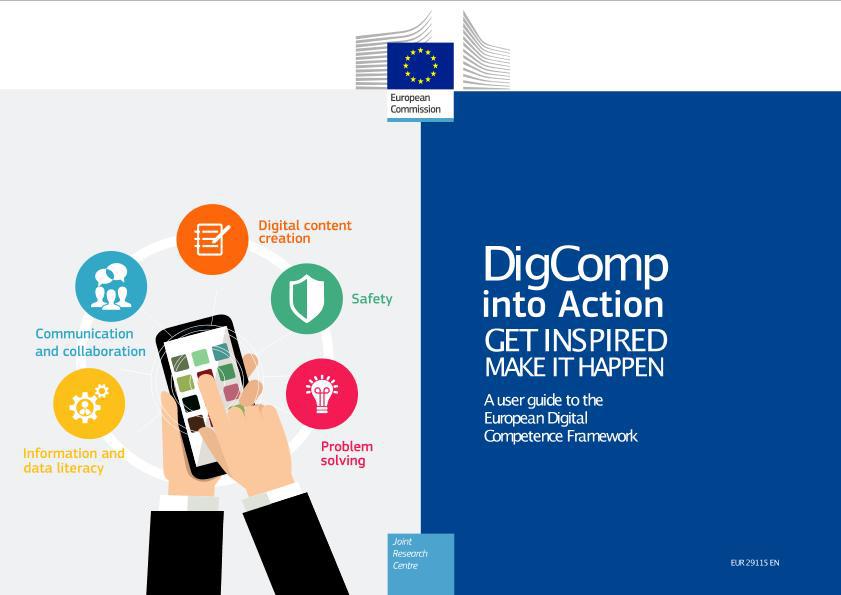 European
Commission
Digital content
creation
Safety
Communication
and collaboration
Information and
data literacy
Problem
solving
DigComp
into Action
GET INSPIRED
MAKE IT HAPPEN
A user guide to the
European Digital
Competence Framework
Joint
Research
Centre
EUR 29115 EN